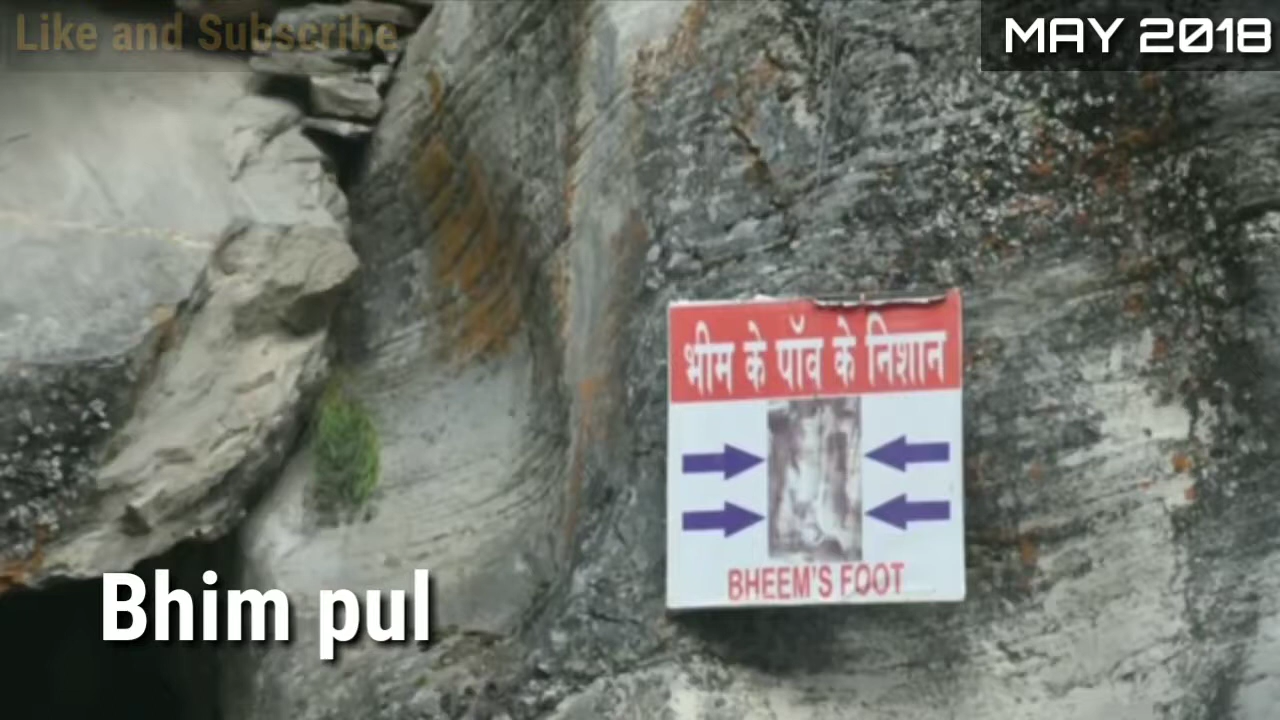 Like and Subscribe
MAY 2018
भीम के पॉव के निशान
BHEEM'S FOOT
Bhim pul